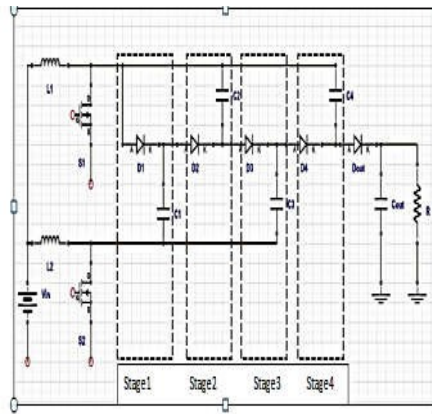 L1
S1
D1
D2
D3
D4
Dout
C1
C2
C3
C4
Cout
R
L2
Vin
S2
Stage1
Stage2
Stage3
Stage4